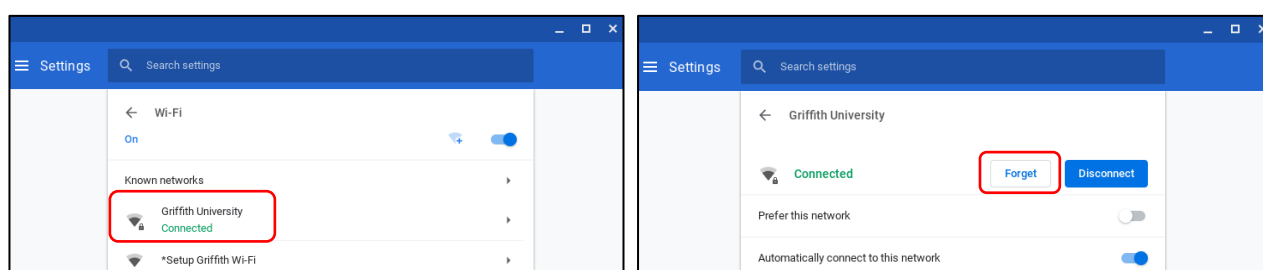 Settings
Search settings
Wi-Fi
On
Known networks
Griffith University
Connected
*Setup Griffith Wi-Fi
Settings
Search settings
Griffith University
Connected
Forget
Disconnect
Prefer this network
Automatically connect to this network